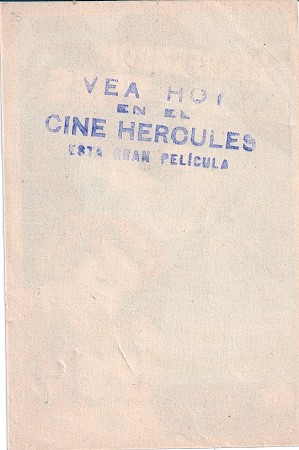 VEA HOY
EN EL
CINE HERCULES
ESTA GRAN PELÍCULA